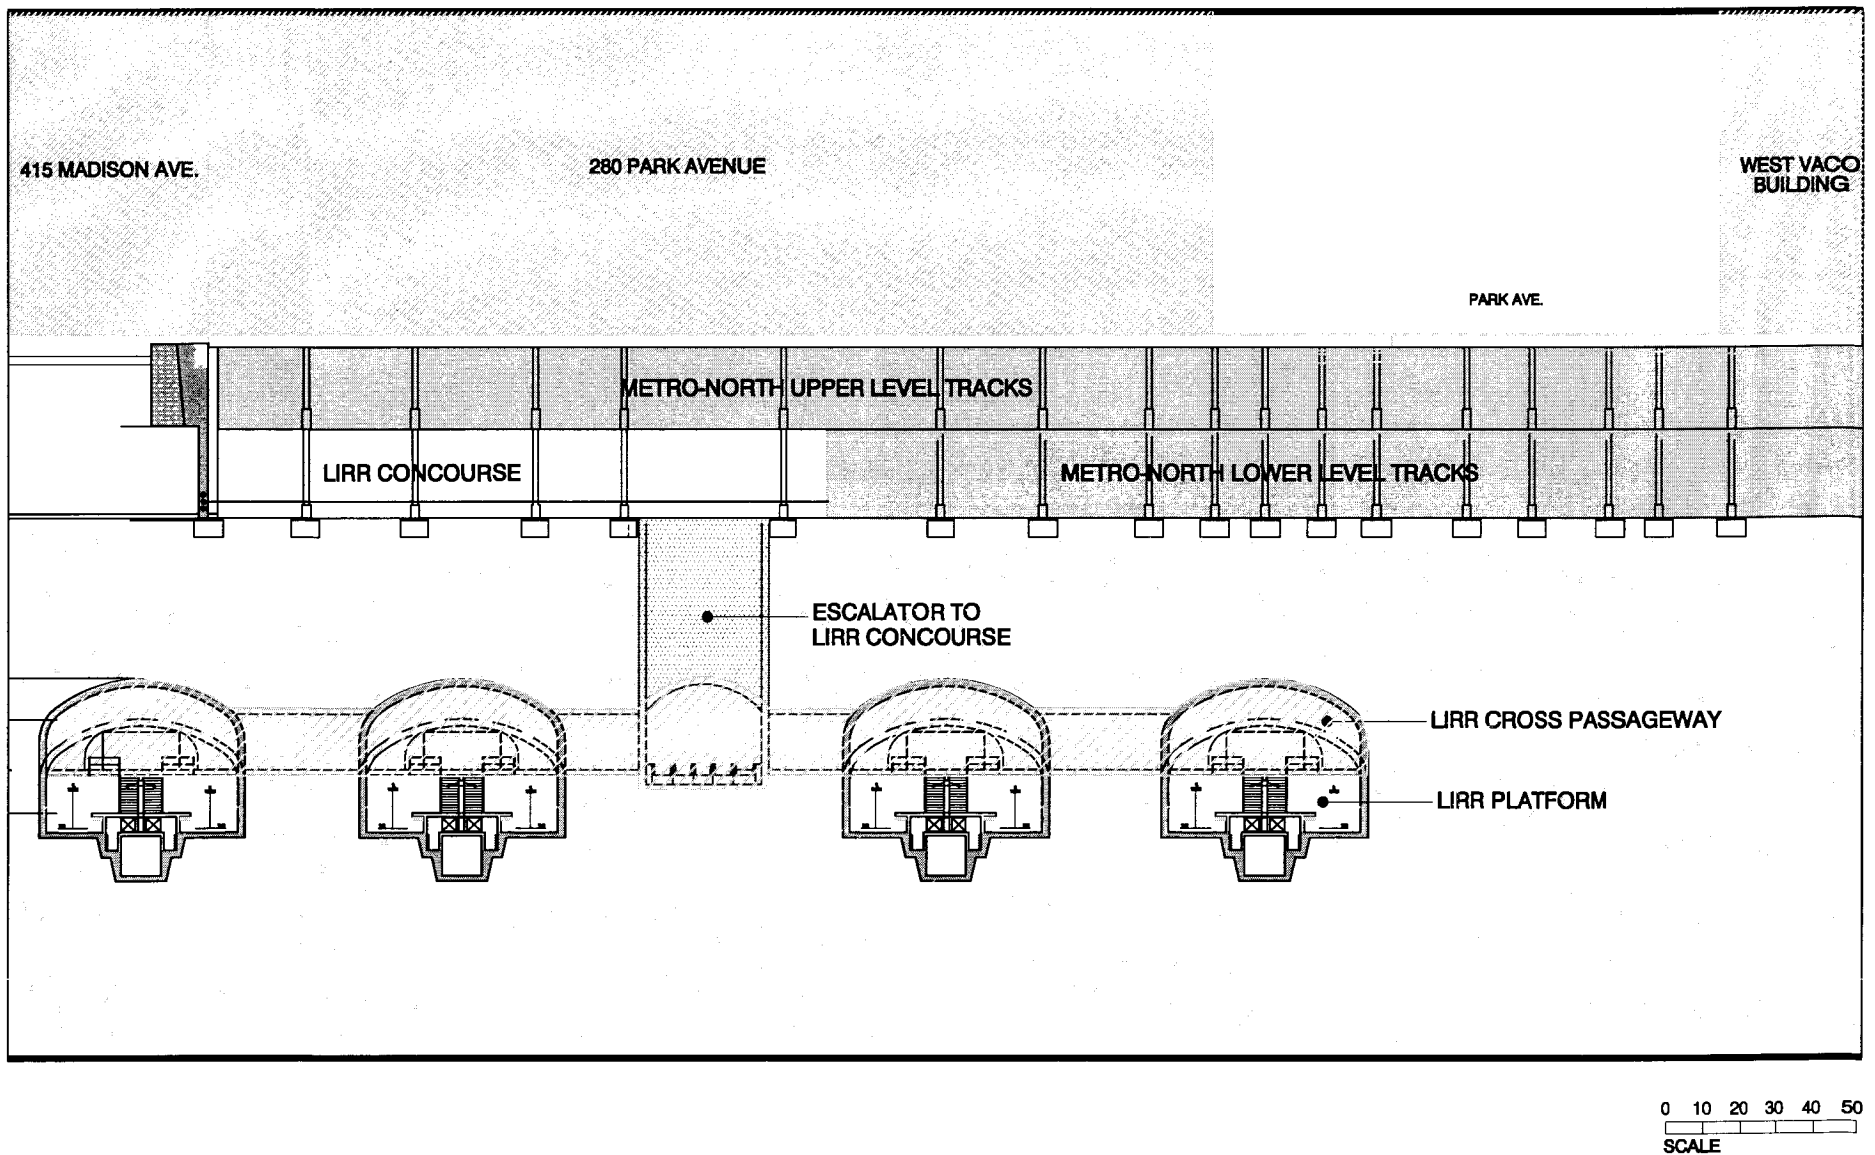 415 MADISON AVE.
280 PARK AVENUE
WEST VACO
BUILDING
PARK AVE.
METRO-NORTH UPPER LEVEL TRACKS
LIRR CONCOURSE
METRO-NORTH LOWER LEVEL TRACKS
ESCALATOR TO
LIRR CONCOURSE
LIRR CROSS PASSAGEWAY
LIRR PLATFORM
0 10 20 30 40 50
SCALE